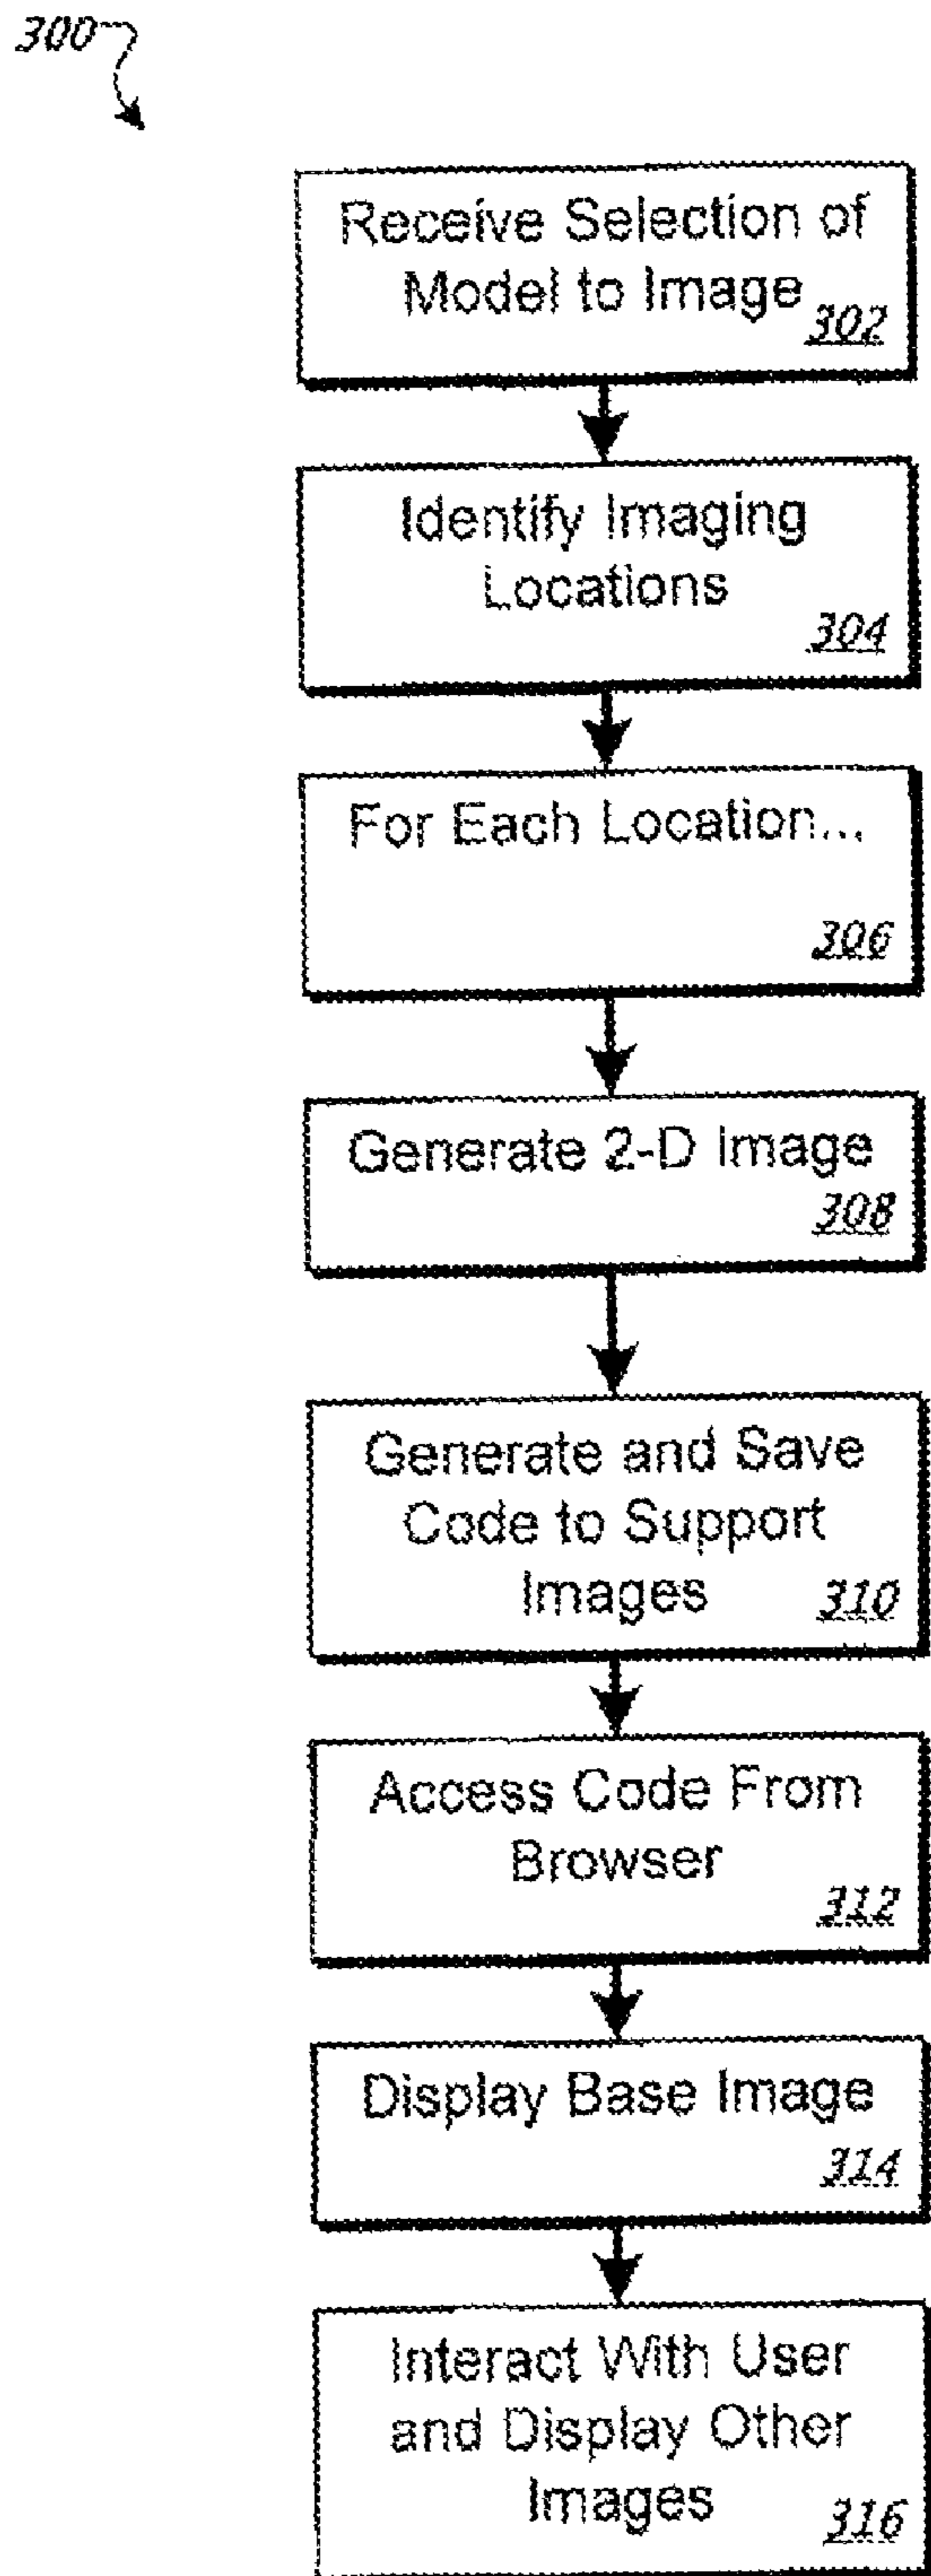 300
Receive Selection of
Model to Image
302
Identify Imaging
Locations
304
For Each Location...
306
Generate 2-D Image
308
Generate and Save
Code to Support
Images
310
Access Code From
Browser
312
Display Base Image
314
Interact With User
and Display Other
Images
316